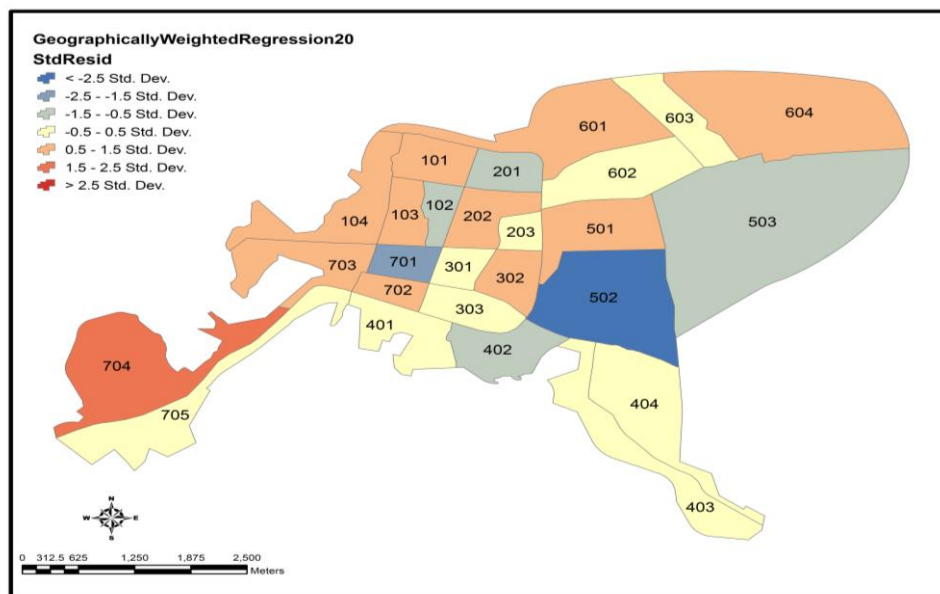 GeographicallyWeightedRegression20
StdResid
< -2.5 Std. Dev.
-2.5 - -1.5 Std. Dev.
-1.5 - -0.5 Std. Dev.
-0.5 - 0.5 Std. Dev.
0.5 - 1.5 Std. Dev.
1.5 - 2.5 Std. Dev.
> 2.5 Std. Dev.
601
603
604
101
201
602
102
103
104
202
203
501
503
701
301
703
302
702
502
303
401
402
704
404
705
403
N
W E
S
0 312.5 625 1,250 1,875 2,500
Meters